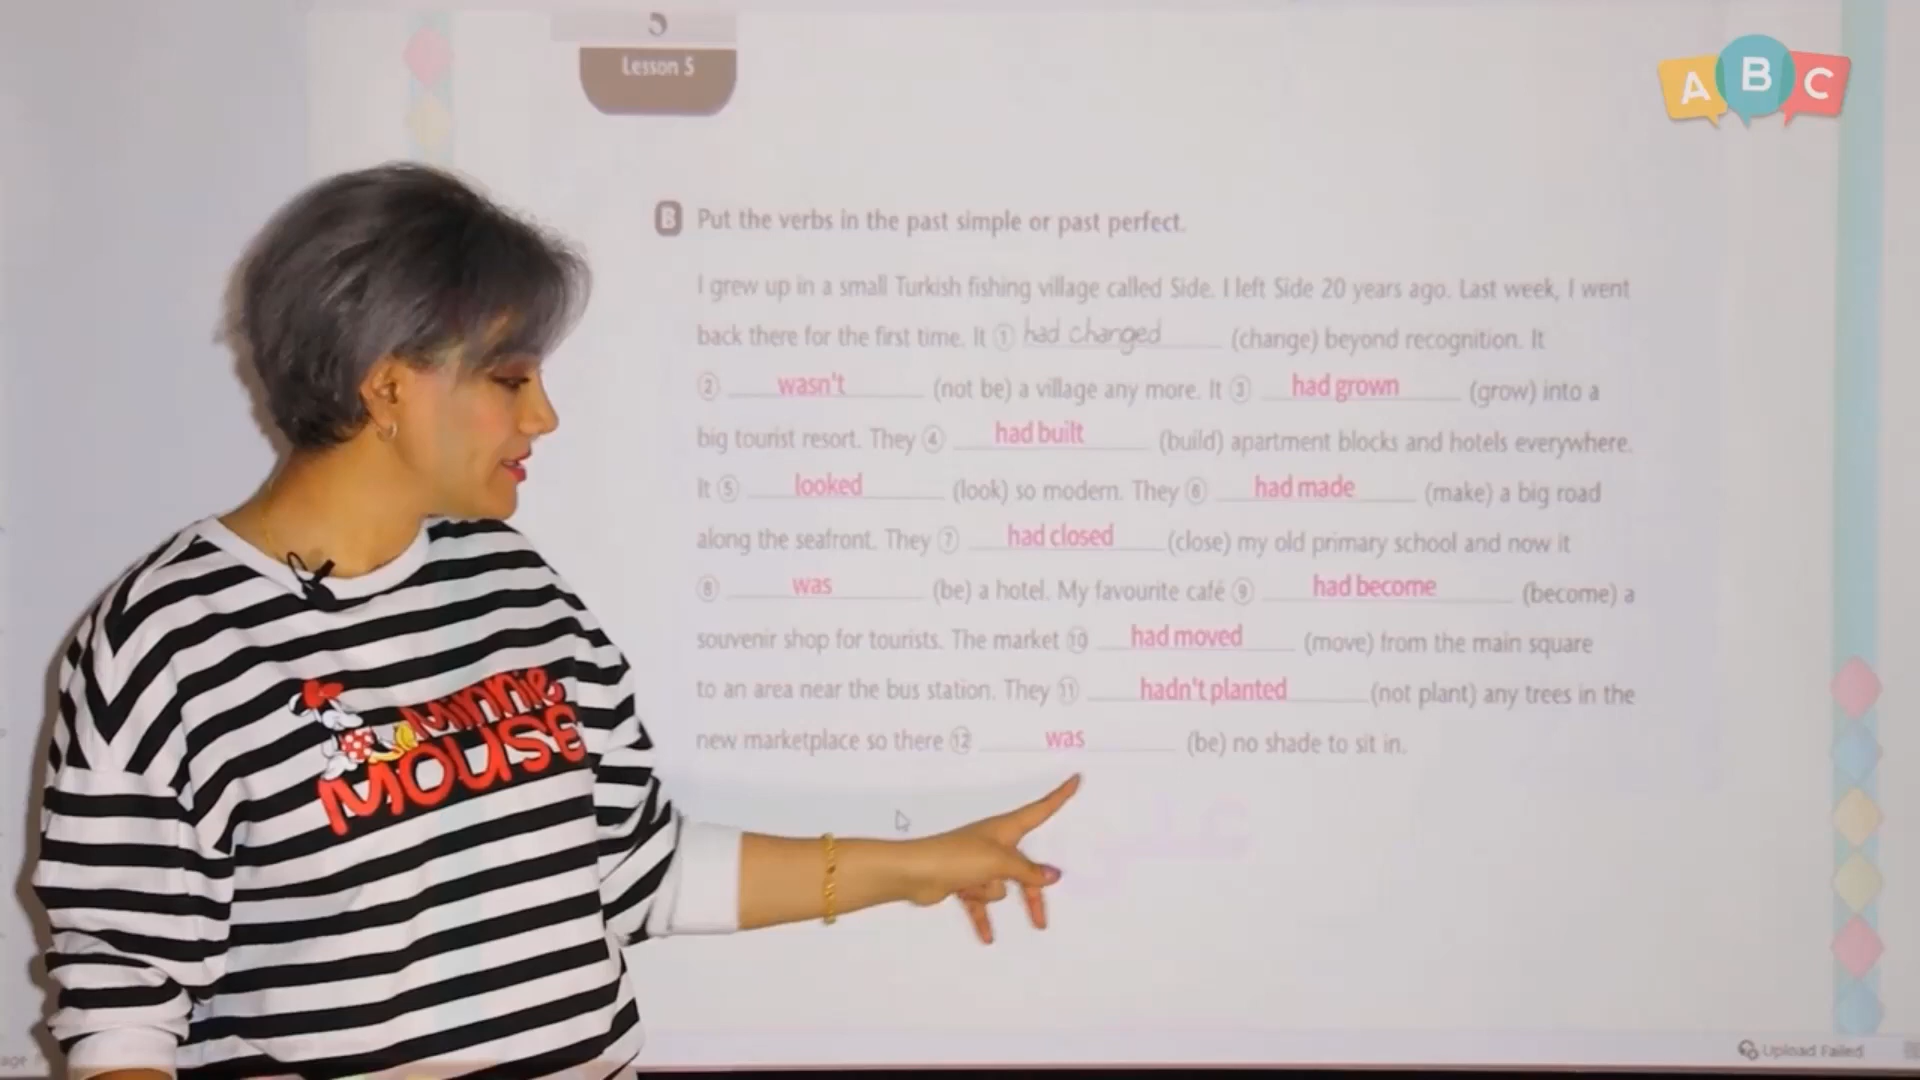 Lesson 5
A B C
B Put the verbs in the past simple or past perfect.
I grew up in a small Turkish fishing village called Side. I left Side 20 years ago. Last week, I went
back there for the first time. It ① had changed (change) beyond recognition. It
② wasn't (not be) a village any more. It ③ had grown (grow) into a
big tourist resort. They ④ had built (build) apartment blocks and hotels everywhere.
It ⑤ looked (look) so modern. They ⑥ had made (make) a big road
along the seafront. They ⑦ had closed (close) my old primary school and now it
⑧ was (be) a hotel. My favourite café ⑨ had become (become) a
souvenir shop for tourists. The market ⑩ had moved (move) from the main square
to an area near the bus station. They ⑪ hadn't planted (not plant) any trees in the
new marketplace so there ⑫ was (be) no shade to sit in.
Minnie
MOUSE
Upload Failed